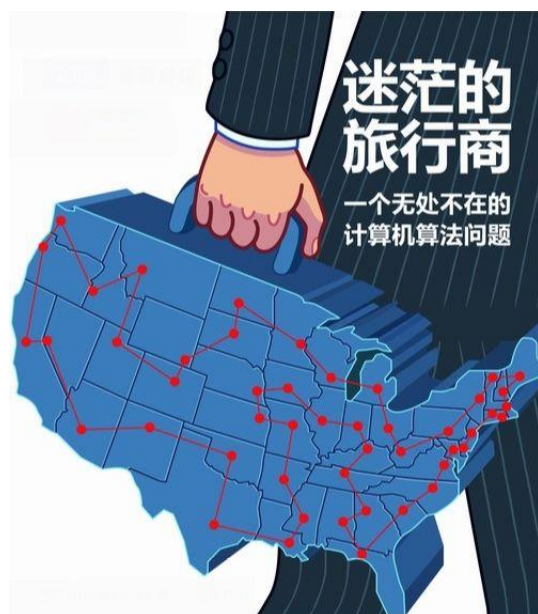 迷茫的
旅行商
一个无处不在的
计算机算法问题